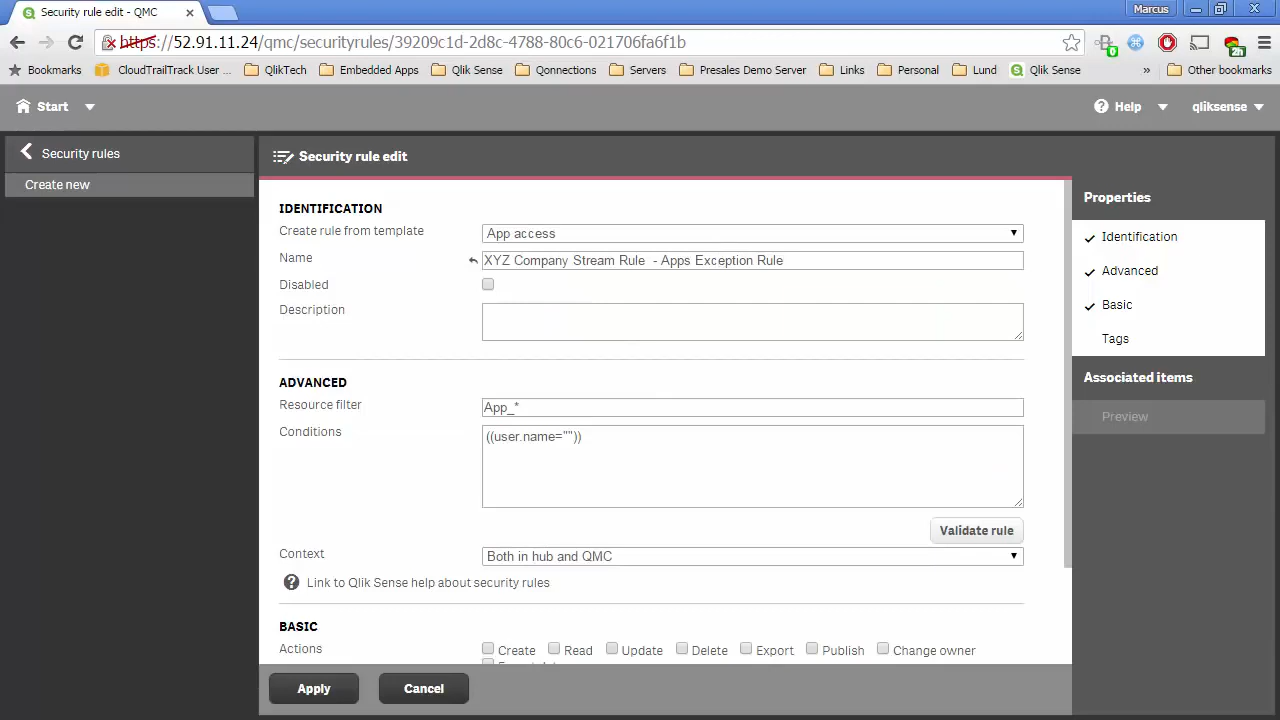 Security rule edit - QMC
Marcus
https://52.91.11.24/qmc/securityrules/39209c1d-2d8c-4788-80c6-021706fa6f1b
0
2h
Bookmarks
CloudTrailTrack User ...
QlikTech
Embedded Apps
Qlik Sense
Qonnections
Servers
Presales Demo Server
Links
Personal
Lund
Qlik Sense
»
Other bookmarks
Start
Help
qliksense
Security rules
Create new
Security rule edit
IDENTIFICATION
Create rule from template
App access
Name
XYZ Company Stream Rule - Apps Exception Rule
Disabled
Description
ADVANCED
Resource filter
App_*
Conditions
((user.name=""))
Validate rule
Context
Both in hub and QMC
Link to Qlik Sense help about security rules
BASIC
Actions
Create
Read
Update
Delete
Export
Publish
Change owner
Apply
Cancel
Properties
Identification
Advanced
Basic
Tags
Associated items
Preview